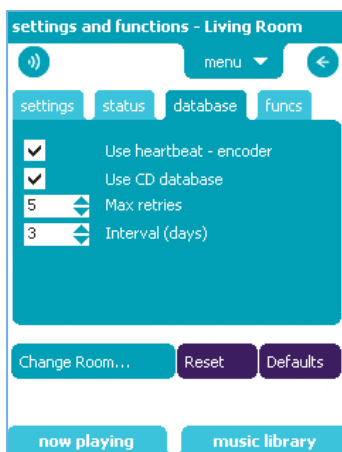 settings and functions - Living Room
menu
settings status database funcs
Use heartbeat - encoder
Use CD database
5 Max retries
3 Interval (days)
Change Room... Reset Defaults
now playing music library